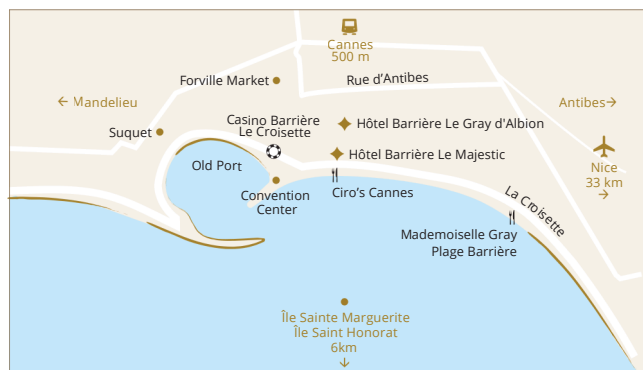 Cannes
500 m
Forville Market
Rue d'Antibes
← Mandelieu
Antibes→
Casino Barrière
Le Croisette
Hôtel Barrière Le Gray d'Albion
Suquet
Hôtel Barrière Le Majestic
Old Port
Nice
33 km
→
Ciro's Cannes
Convention
Center
La Croisette
Mademoiselle Gray
Plage Barrière
Île Sainte Marguerite
Île Saint Honorat
6km
↓